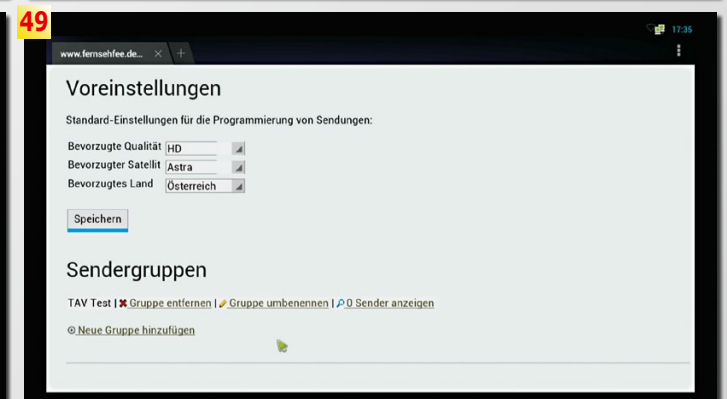 49
17:35
www.fernsehfee.de...
Voreinstellungen
Standard-Einstellungen für die Programmierung von Sendungen:
Bevorzugte Qualität HD
Bevorzugter Satellit Astra
Bevorzugtes Land Österreich
Speichern
Sendergruppen
TAV Test | Gruppe entfernen | Gruppe umbenennen | 0 Sender anzeigen
Neue Gruppe hinzufügen